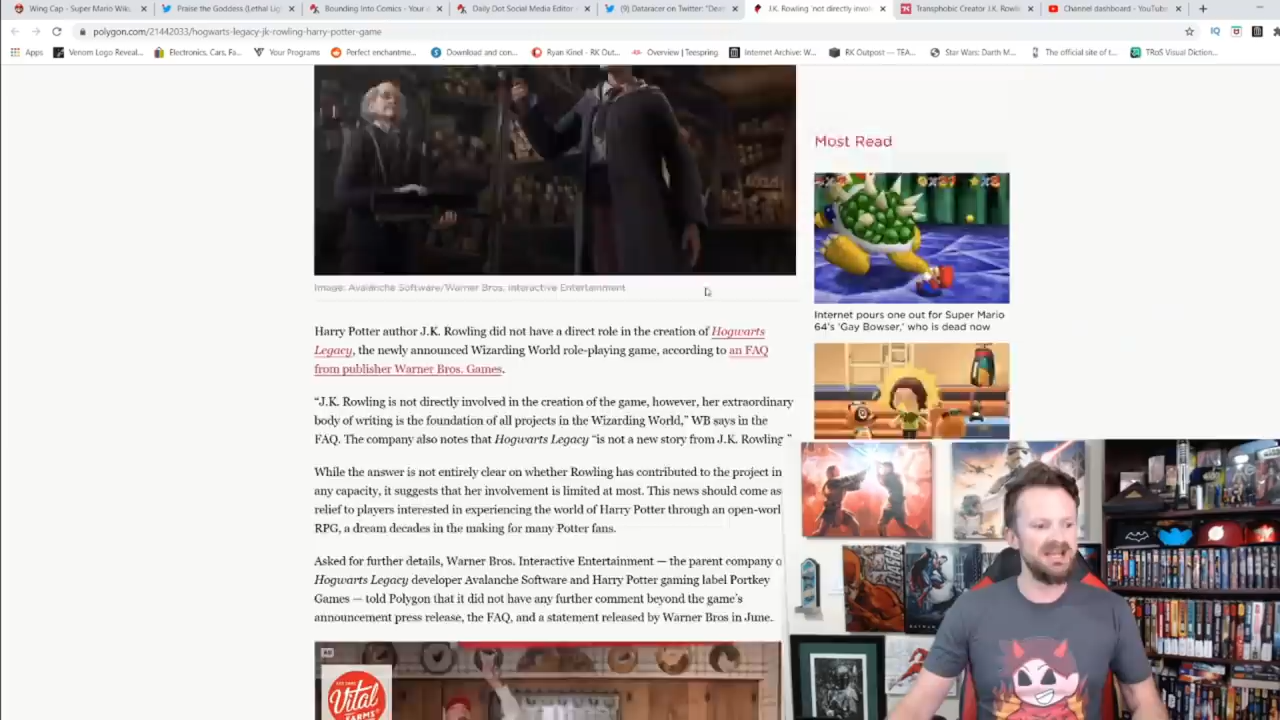 Wing Cap - Super Mario Wiki
Praise the Goddess (Lethal Li
Bounding Into Comics - Your
Daily Dot Social Media Editor
(9) Dataracer on Twitter: "Dea
J.K. Rowling 'not directly invol
Transphobic Creator J.K. Rowli
Channel dashboard - YouTube
polygon.com/21442033/hogwarts-legacy-jk-rowling-harry-potter-game
Apps
Venom Logo Reveal...
Electronics, Cars, Fa...
Your Programs
Perfect enchantme...
Download and con...
Ryan Kinel - RK Out...
Overview | Teespring
Internet Archive: W...
RK Outpost — TEA...
Star Wars: Darth M...
The official site of t...
TRoS Visual Diction...
Image: Avalanche Software/Warner Bros. Interactive Entertainment
Harry Potter author J.K. Rowling did not have a direct role in the creation of Hogwarts
Legacy, the newly announced Wizarding World role-playing game, according to an FAQ
from publisher Warner Bros. Games.
“J.K. Rowling is not directly involved in the creation of the game, however, her extraordinary
body of writing is the foundation of all projects in the Wizarding World,” WB says in the
FAQ. The company also notes that Hogwarts Legacy “is not a new story from J.K. Rowling.”
While the answer is not entirely clear on whether Rowling has contributed to the project in
any capacity, it suggests that her involvement is limited at most. This news should come as
relief to players interested in experiencing the world of Harry Potter through an open-worl
RPG, a dream decades in the making for many Potter fans.
Asked for further details, Warner Bros. Interactive Entertainment — the parent company o
Hogwarts Legacy developer Avalanche Software and Harry Potter gaming label Portkey
Games — told Polygon that it did not have any further comment beyond the game’s
announcement press release, the FAQ, and a statement released by Warner Bros in June.
AD
Vital
FARMS
Most Read
Internet pours one out for Super Mario
64’s ‘Gay Bowser,’ who is dead now